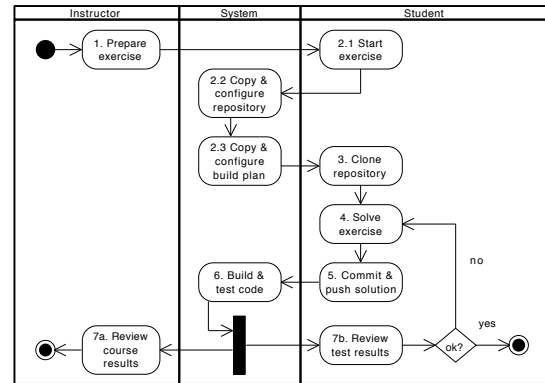 Instructor
System
Student
1. Prepare
exercise
2.1 Start
exercise
2.2 Copy &
configure
repository
2.3 Copy &
configure
build plan
3. Clone
repository
4. Solve
exercise
no
6. Build &
test code
5. Commit &
push solution
7a. Review
course
results
7b. Review
test results
ok?
yes